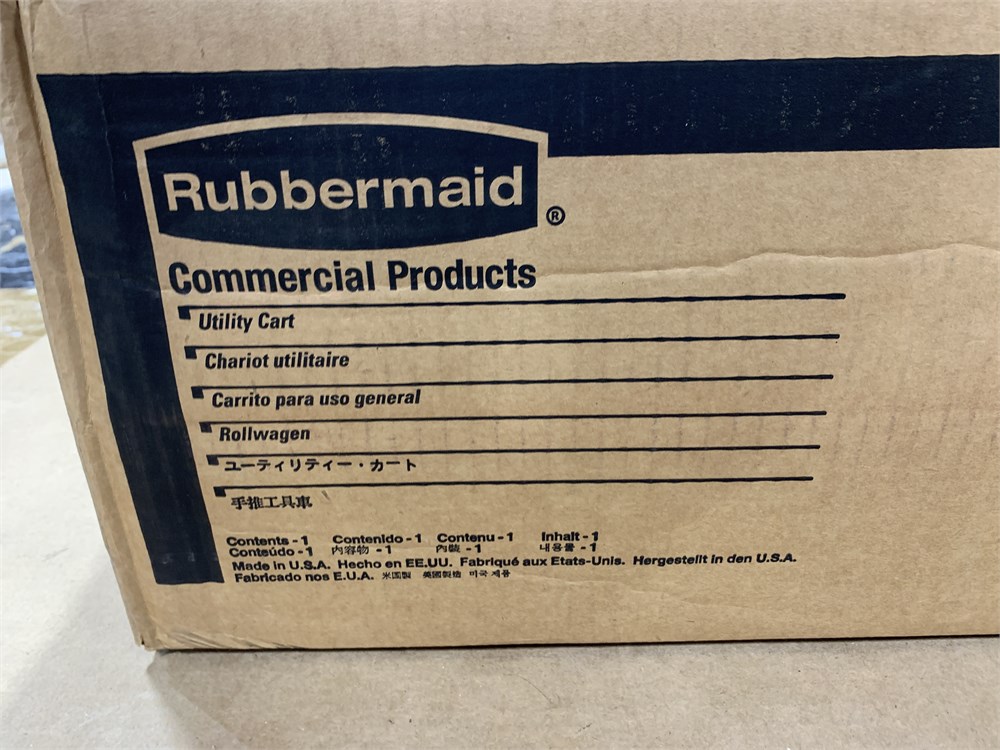 Rubbermaid ®
Commercial Products
Utility Cart
Chariot utilitaire
Carrito para uso general
Rollwagen
ユーティリティー・カート
手推工具車
Contents - 1 Contenido - 1 Contenu - 1 Inhalt - 1
Conteúdo - 1 内容物 - 1 內裝 - 1 내용물 - 1
Made in U.S.A. Hecho en EE.UU. Fabriqué aux Etats-Unis. Hergestellt in den U.S.A.
Fabricado nos E.U.A. 米国製 美國製造 미국 제품